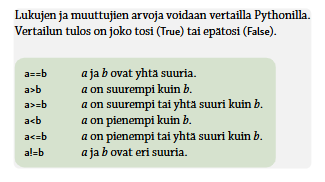 Lukujen ja muuttujien arvoja voidaan vertailla Pythonilla.
Vertailun tulos on joko tosi (True) tai epätosi (False).
a==b a ja b ovat yhtä suuria.
a>b a on suurempi kuin b.
a>=b a on suurempi tai yhtä suuri kuin b.
a<b a on pienempi kuin b.
a<=b a on pienempi tai yhtä suuri kuin b.
a!=b a ja b ovat eri suuria.